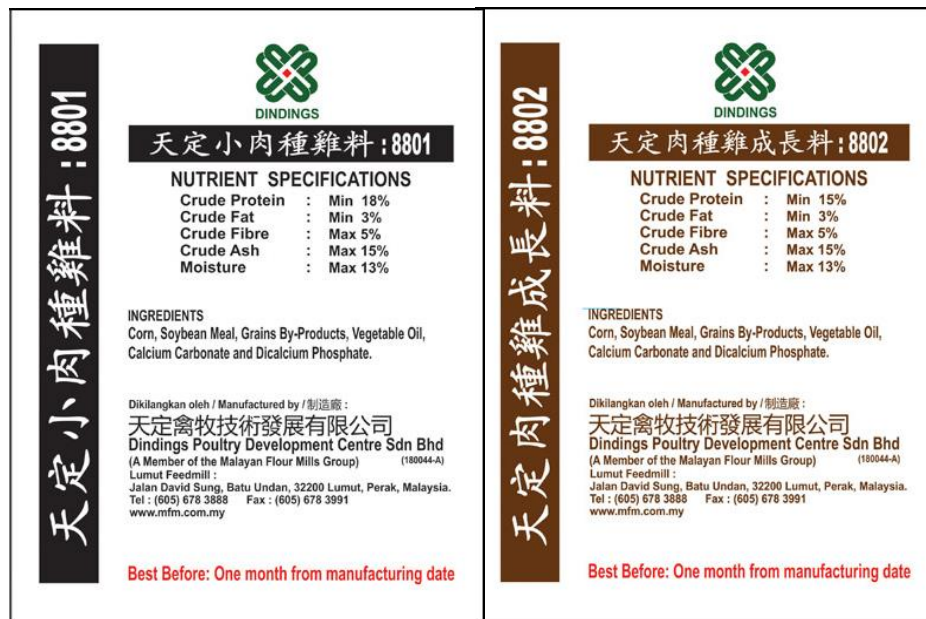 天定小肉種雞料:8801
DINDINGS
天定小肉種雞料:8801
NUTRIENT SPECIFICATIONS
Crude Protein : Min 18%
Crude Fat : Min 3%
Crude Fibre : Max 5%
Crude Ash : Max 15%
Moisture : Max 13%
INGREDIENTS
Corn, Soybean Meal, Grains By-Products, Vegetable Oil,
Calcium Carbonate and Dicalcium Phosphate.
Dikilangkan oleh / Manufactured by / 制造廠 :
天定禽牧技術發展有限公司
Dindings Poultry Development Centre Sdn Bhd
(A Member of the Malayan Flour Mills Group) (180044-A)
Lumut Feedmill :
Jalan David Sung, Batu Undan, 32200 Lumut, Perak, Malaysia.
Tel : (605) 678 3888 Fax : (605) 678 3991
www.mfm.com.my
Best Before: One month from manufacturing date
天定肉種雞成長料:8802
DINDINGS
天定肉種雞成長料:8802
NUTRIENT SPECIFICATIONS
Crude Protein : Min 15%
Crude Fat : Min 3%
Crude Fibre : Max 5%
Crude Ash : Max 15%
Moisture : Max 13%
INGREDIENTS
Corn, Soybean Meal, Grains By-Products, Vegetable Oil,
Calcium Carbonate and Dicalcium Phosphate.
Dikilangkan oleh / Manufactured by / 制造廠 :
天定禽牧技術發展有限公司
Dindings Poultry Development Centre Sdn Bhd
(A Member of the Malayan Flour Mills Group) (180044-A)
Lumut Feedmill :
Jalan David Sung, Batu Undan, 32200 Lumut, Perak, Malaysia.
Tel : (605) 678 3888 Fax : (605) 678 3991
www.mfm.com.my
Best Before: One month from manufacturing date